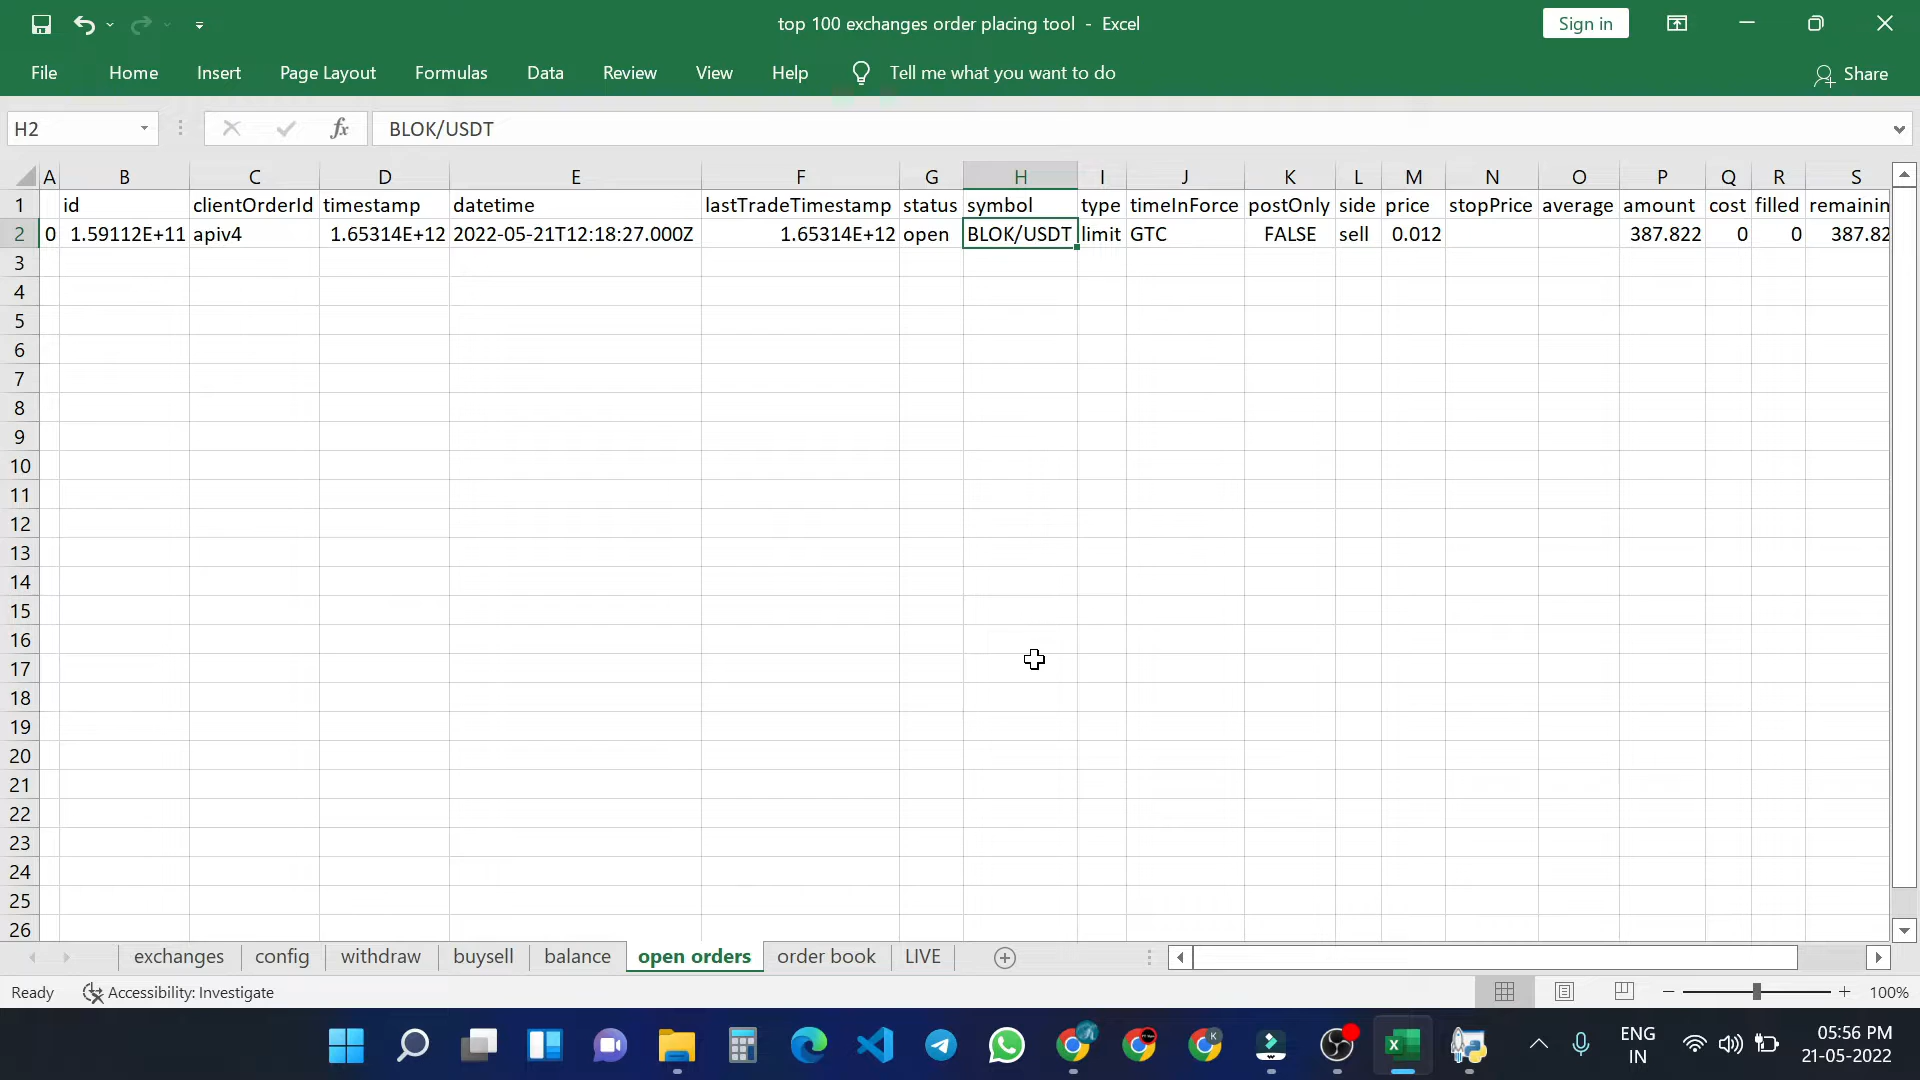 top 100 exchanges order placing tool - Excel
Sign in
File Home Insert Page Layout Formulas Data Review View Help Tell me what you want to do Share
H2 fx BLOK/USDT
A B C D E F G H I J K L M N O P Q R S
1 id clientOrderId timestamp datetime lastTradeTimestamp status symbol type timeInForce postOnly side price stopPrice average amount cost filled remainin
2 0 1.59112E+11 apiv4 1.65314E+12 2022-05-21T12:18:27.000Z 1.65314E+12 open BLOK/USDT limit GTC FALSE sell 0.012 387.822 0 0 387.82
3
4
5
6
7
8
9
10
11
12
13
14
15
16
17
18
19
20
21
22
23
24
25
26
exchanges config withdraw buysell balance open orders order book LIVE
Ready Accessibility: Investigate 100%
ENG 05:56 PM
IN 21-05-2022